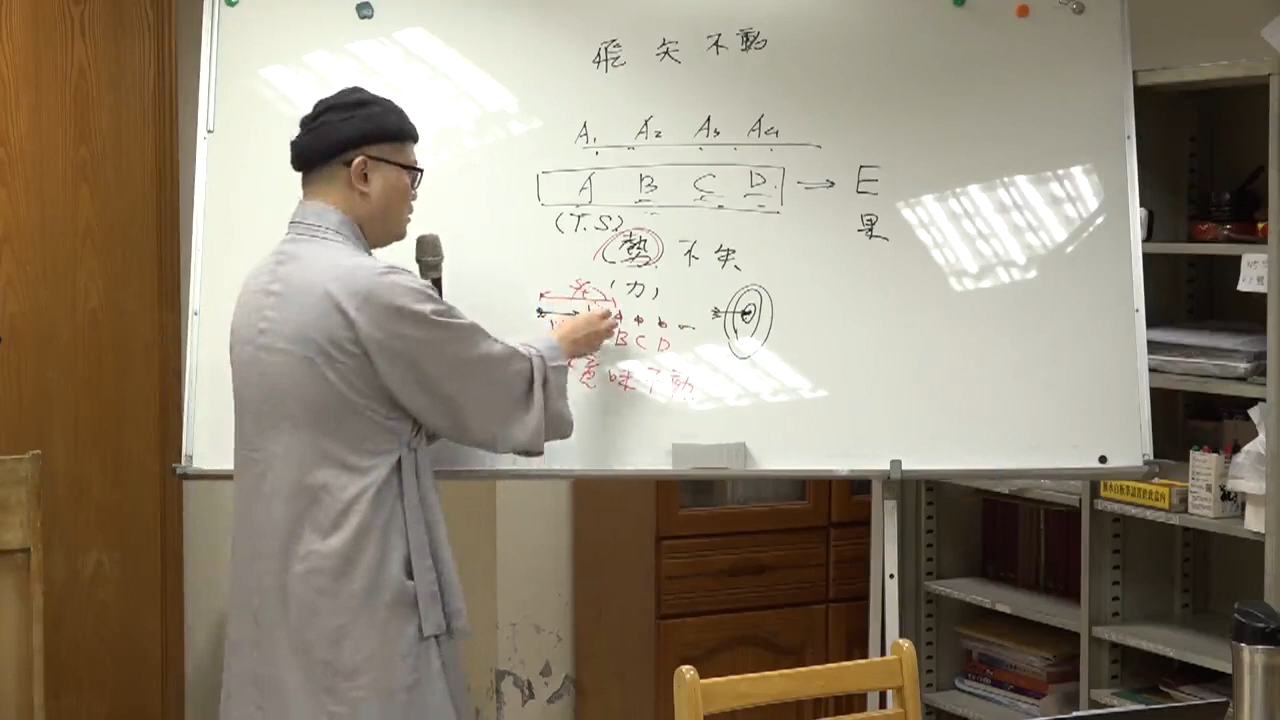 飛矢不動
A1 A2 A3 A4
A B C D → E
(T.S) 果
(勢) 不失
(力)
B C D
意味不動